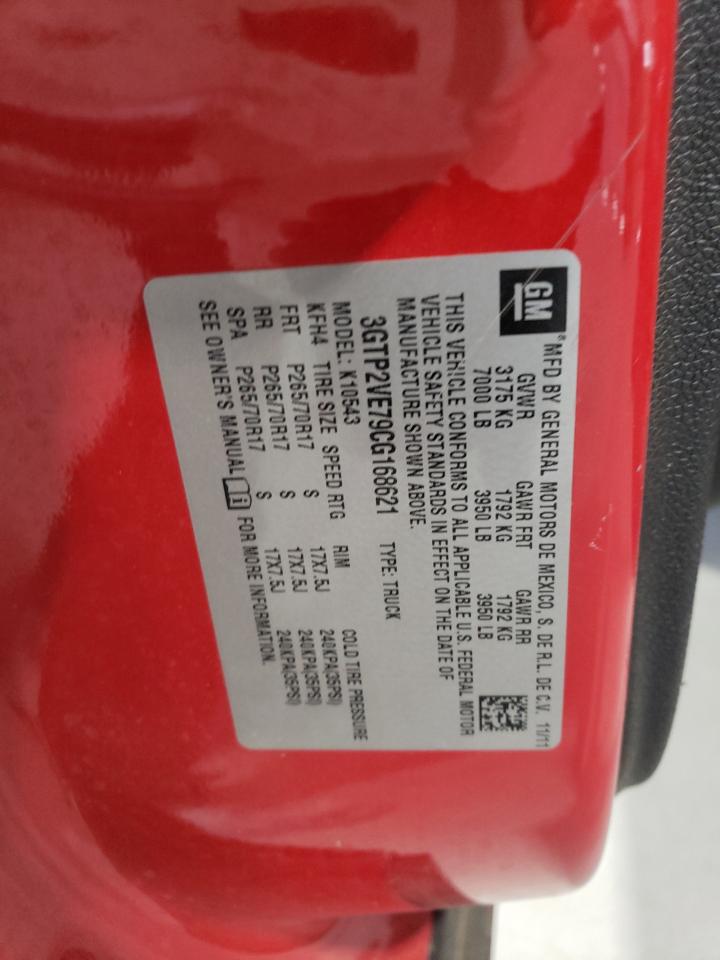 GM
® MFD BY GENERAL MOTORS DE MEXICO, S. DE R.L. DE C.V. 11/11
GVWR GAWR FRT GAWR RR
3175 KG 1792 KG 1792 KG
7000 LB 3950 LB 3950 LB
THIS VEHICLE CONFORMS TO ALL APPLICABLE U.S. FEDERAL MOTOR
VEHICLE SAFETY STANDARDS IN EFFECT ON THE DATE OF
MANUFACTURE SHOWN ABOVE.
3GTP2VE79CG168621 TYPE: TRUCK
MODEL: K10543
KFH4 TIRE SIZE SPEED RTG RIM COLD TIRE PRESSURE
FRT P265/70R17 S 17X7.5J 240KPA(35PSI)
RR P265/70R17 S 17X7.5J 240KPA(35PSI)
SPA P265/70R17 S 17X7.5J 240KPA(35PSI)
SEE OWNER'S MANUAL i FOR MORE INFORMATION.